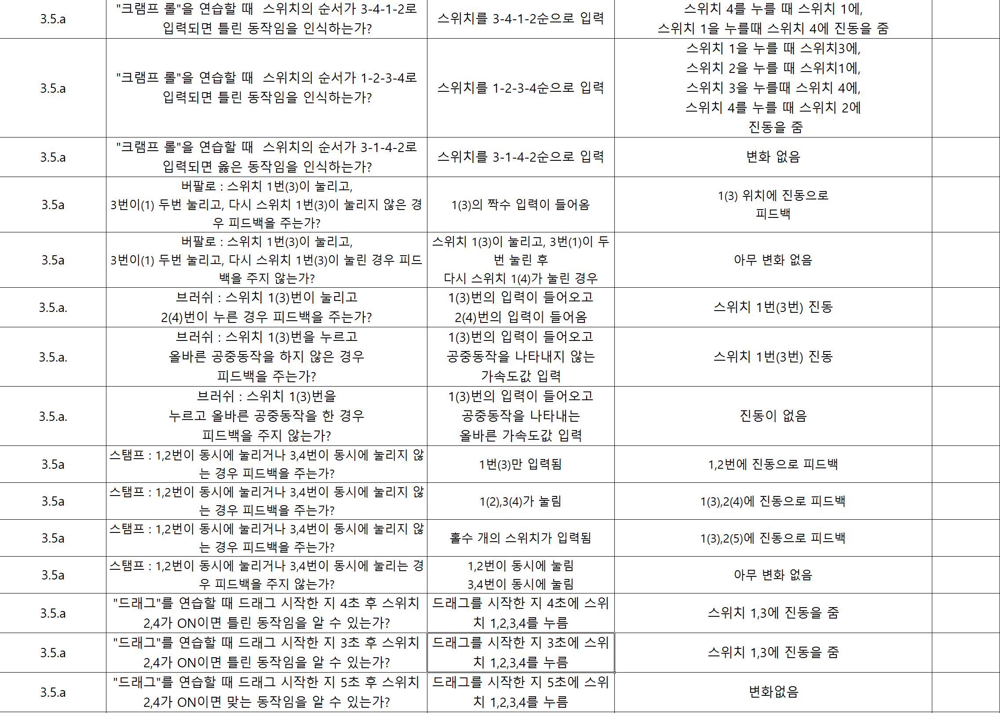 3.5.a
"크램프 롤"을 연습할 때  스위치의 순서가 3-4-1-2로
입력되면 틀린 동작임을 인식하는가?
스위치를 3-4-1-2순으로 입력
스위치 4를 누를 때 스위치 1에,
스위치 1을 누를때 스위치 4에 진동을 줌
3.5.a
"크램프 롤"을 연습할 때  스위치의 순서가 1-2-3-4로
입력되면 틀린 동작임을 인식하는가?
스위치를 1-2-3-4순으로 입력
스위치 1을 누를 때 스위치3에,
스위치 2을 누를 때 스위치1에,
스위치 3을 누를때 스위치 4에,
스위치 4를 누를 때 스위치 2에
진동을 줌
3.5.a
"크램프 롤"을 연습할 때  스위치의 순서가 3-1-4-2로
입력되면 옳은 동작임을 인식하는가?
스위치를 3-1-4-2순으로 입력
변화 없음
3.5a
버팔로 : 스위치 1번(3)이 눌리고,
3번이(1) 두번 눌리고, 다시 스위치 1번(3)이 눌리지 않은 경
우 피드백을 주는가?
1(3)의 짝수 입력이 들어옴
1(3) 위치에 진동으로
피드백
3.5a
버팔로 : 스위치 1번(3)이 눌리고,
3번이(1) 두번 눌리고, 다시 스위치 1번(3)이 눌린 경우 피드
백을 주지 않는가?
스위치 1(3)이 눌리고, 3번(1)이 두
번 눌린 후
다시 스위치 1(4)가 눌린 경우
아무 변화 없음
3.5.a.
브러쉬 : 스위치 1(3)번이 눌리고
2(4)번이 누른 경우 피드백을 주는가?
1(3)번의 입력이 들어오고
2(4)번의 입력이 들어옴
스위치 1번(3번) 진동
3.5.a.
브러쉬 : 스위치 1(3)번을 누르고
올바른 공중동작을 하지 않은 경우
피드백을 주는가?
1(3)번의 입력이 들어오고
공중동작을 나타내지 않는
가속도값 입력
스위치 1번(3번) 진동
3.5.a.
브러쉬 : 스위치 1(3)번을
누르고 올바른 공중동작을 한 경우
피드백을 주지 않는가?
1(3)번의 입력이 들어오고
공중동작을 나타내는
올바른 가속도값 입력
진동이 없음
3.5a
스탬프 : 1,2번이 동시에 눌리거나 3,4번이 동시에 눌리지 않
는 경우 피드백을 주는가?
1번(3)만 입력됨
1,2번에 진동으로 피드백
3.5a
스탬프 : 1,2번이 동시에 눌리거나 3,4번이 동시에 눌리지 않
는 경우 피드백을 주는가?
1(2),3(4)가 눌림
1(3),2(4)에 진동으로 피드백
3.5a
스탬프 : 1,2번이 동시에 눌리거나 3,4번이 동시에 눌리지 않
는 경우 피드백을 주는가?
홀수 개의 스위치가 입력됨
1(3),2(5)에 진동으로 피드백
3.5a
스탬프 : 1,2번이 동시에 눌리거나 3,4번이 동시에 눌리는 경
우 피드백을 주지 않는가?
1,2번이 동시에 눌림
3,4번이 동시에 눌림
아무 변화 없음
3.5.a
"드래그"를 연습할 때 드래그 시작한 지 4초 후 스위치
2,4가 ON이면 틀린 동작임을 알 수 있는가?
드래그를 시작한 지 4초에 스위
치 1,2,3,4를 누름
스위치 1,3에 진동을 줌
3.5.a
"드래그"를 연습할 때 드래그 시작한 지 3초 후 스위치
2,4가 ON이면 틀린 동작임을 알 수 있는가?
드래그를 시작한 지 3초에 스위
치 1,2,3,4를 누름
스위치 1,3에 진동을 줌
3.5.a
"드래그"를 연습할 때 드래그 시작한 지 5초 후 스위치
2,4가 ON이면 맞는 동작임을 알 수 있는가?
드래그를 시작한 지 5초에 스위
치 1,2,3,4를 누름
변화없음